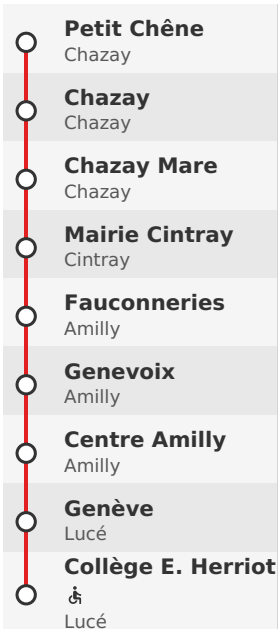 Petit Chêne
Chazay
Chazay
Chazay
Chazay Mare
Chazay
Mairie Cintray
Cintray
Fauconneries
Amilly
Genevoix
Amilly
Centre Amilly
Amilly
Genève
Lucé
Collège E. Herriot
Lucé